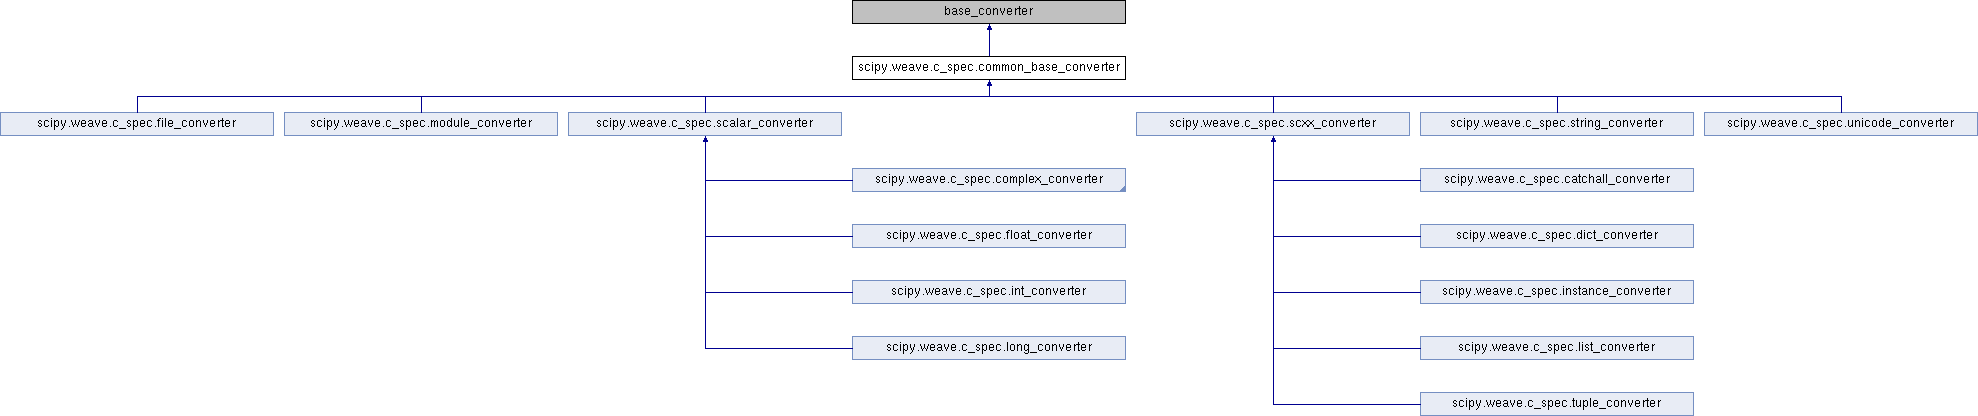 base_converter
scipy.weave.c_spec.common_base_converter
scipy.weave.c_spec.file_converter
scipy.weave.c_spec.module_converter
scipy.weave.c_spec.scalar_converter
scipy.weave.c_spec.scxx_converter
scipy.weave.c_spec.string_converter
scipy.weave.c_spec.unicode_converter
scipy.weave.c_spec.complex_converter
scipy.weave.c_spec.catchall_converter
scipy.weave.c_spec.float_converter
scipy.weave.c_spec.dict_converter
scipy.weave.c_spec.int_converter
scipy.weave.c_spec.instance_converter
scipy.weave.c_spec.long_converter
scipy.weave.c_spec.list_converter
scipy.weave.c_spec.tuple_converter